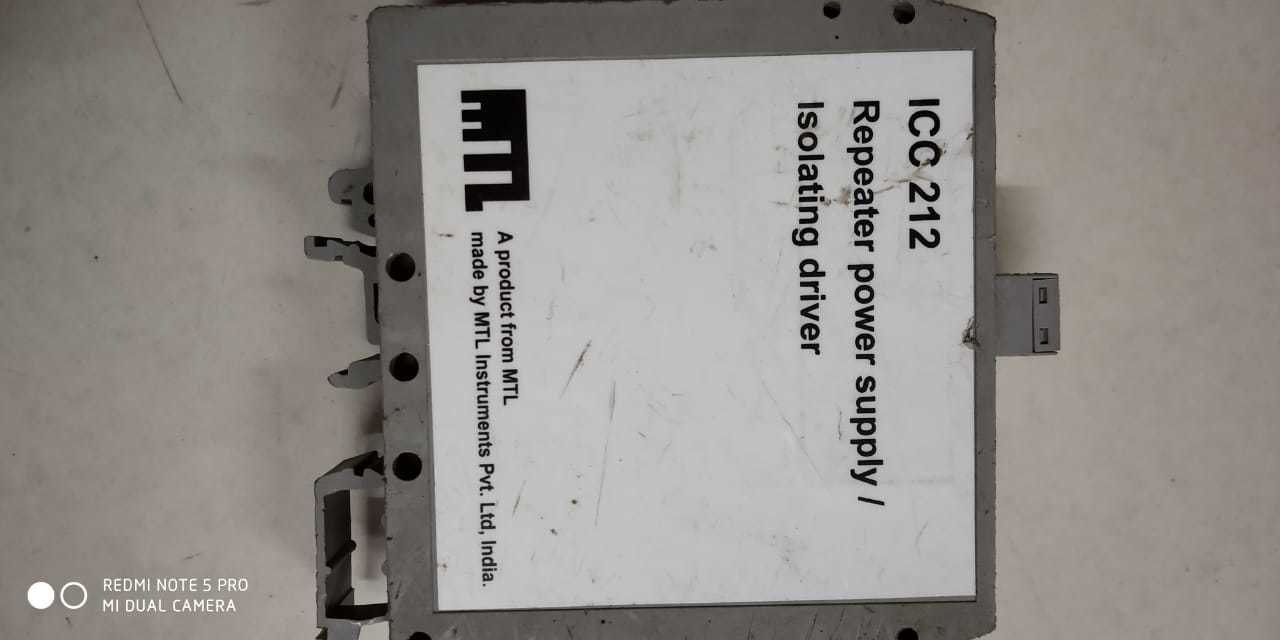 ICC 212
Repeater power supply /
Isolating driver
MTL
A product from MTL
made by MTL Instruments Pvt. Ltd, India.
REDMI NOTE 5 PRO
MI DUAL CAMERA